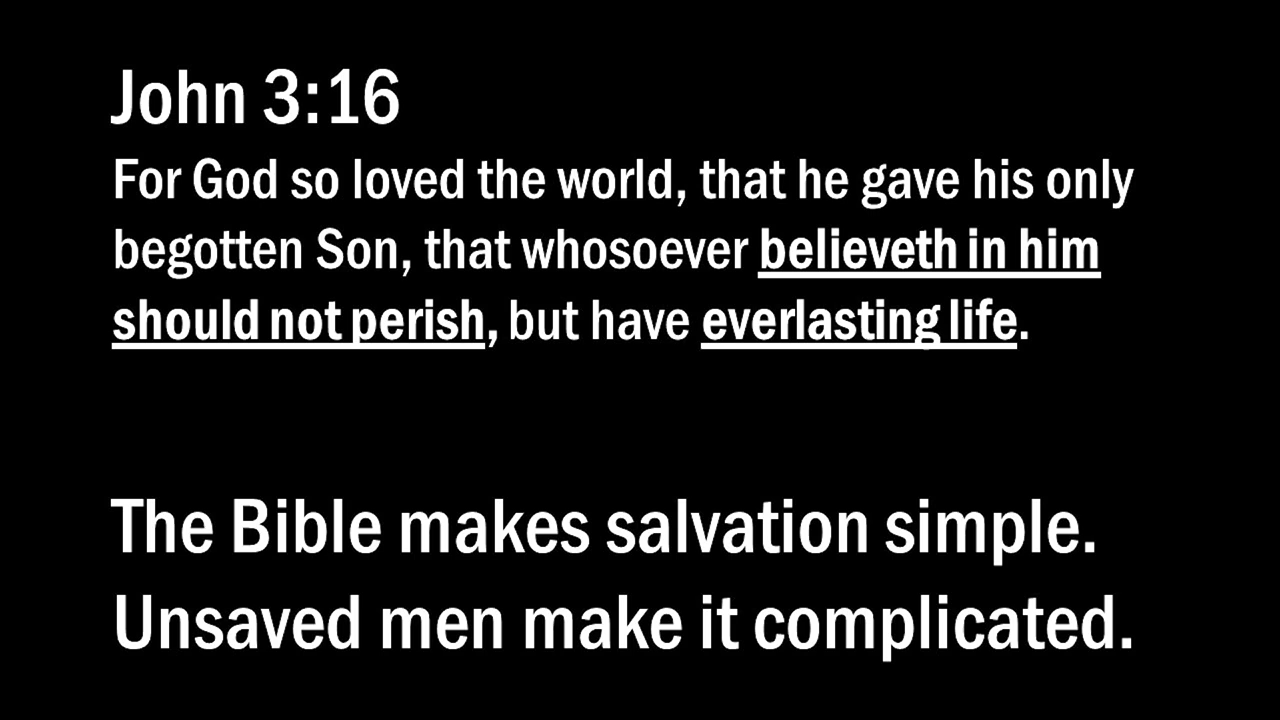 John 3:16
For God so loved the world, that he gave his only
begotten Son, that whosoever believeth in him
should not perish, but have everlasting life.
The Bible makes salvation simple.
Unsaved men make it complicated.